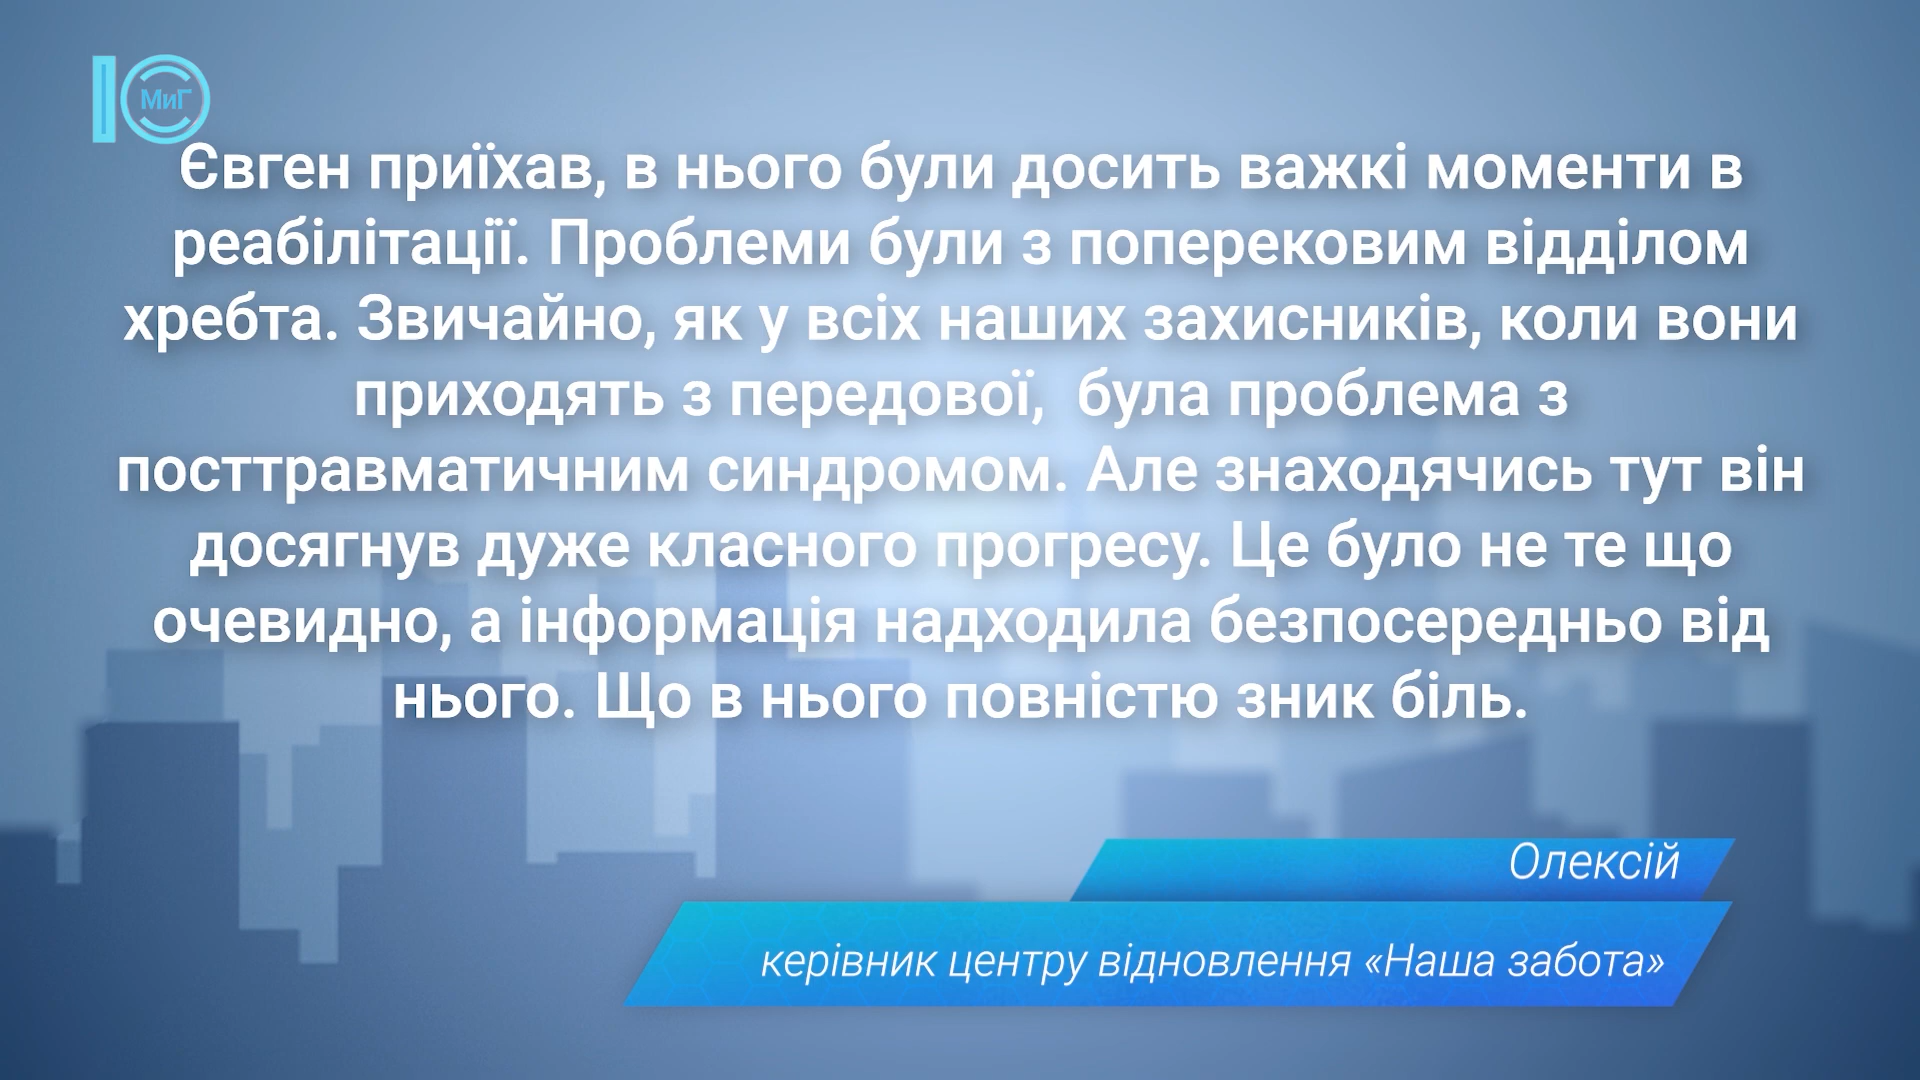 МиГ
Євген приїхав, в нього були досить важкі моменти в
реабілітації. Проблеми були з поперековим відділом
хребта. Звичайно, як у всіх наших захисників, коли вони
приходять з передової,  була проблема з
посттравматичним синдромом. Але знаходячись тут він
досягнув дуже класного прогресу. Це було не те що
очевидно, а інформація надходила безпосередньо від
нього. Що в нього повністю зник біль.
Олексій
керівник центру відновлення «Наша забота»